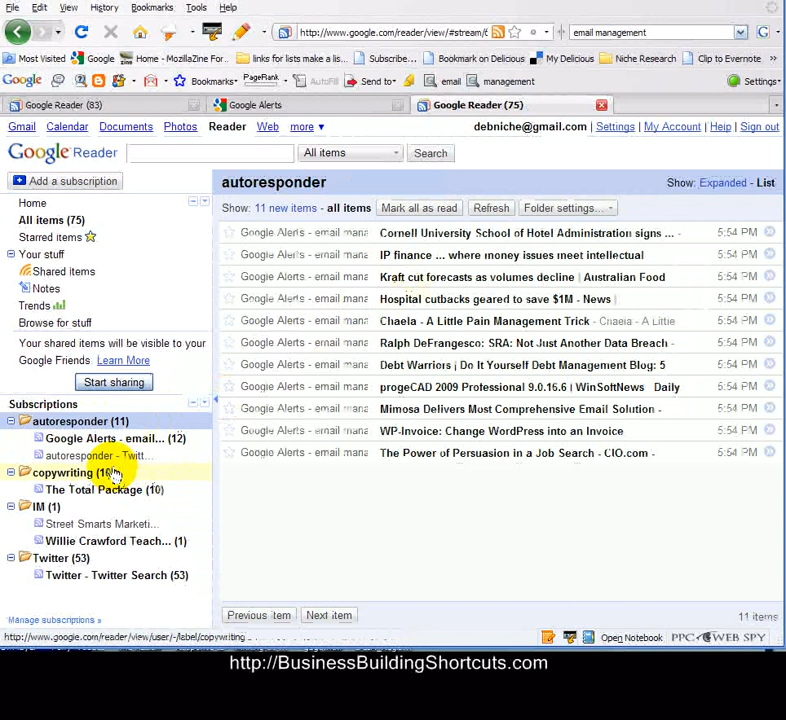 File Edit View History Bookmarks Tools Help
http://www.google.com/reader/view/#stream/ email management
Most Visited Google Home - MozillaZine For... links for lists make a lis... Subscribe... Bookmark on Delicious My Delicious Niche Research Clip to Evernote
Google Bookmarks PageRank AutoFill Send to email management Settings
Google Reader (83) Google Alerts Google Reader (75)
Gmail Calendar Documents Photos Reader Web more ▼ debniche@gmail.com | Settings | My Account | Help | Sign out
Google Reader All items Search
Add a subscription
autoresponder Show: Expanded - List
Show: 11 new items - all items Mark all as read Refresh Folder settings...
Home
All items (75)
Starred items
Your stuff
Shared items
Notes
Trends
Browse for stuff
Your shared items will be visible to your
Google Friends. Learn More
Start sharing
Subscriptions
autoresponder (11)
Google Alerts - email... (12)
autoresponder - Twitt...
copywriting (10)
The Total Package (10)
IM (1)
Street Smarts Marketi...
Willie Crawford Teach... (1)
Twitter (53)
Twitter - Twitter Search (53)
Manage subscriptions »
Google Alerts - email mana Cornell University School of Hotel Administration signs ... - 5:54 PM
Google Alerts - email mana IP finance ... where money issues meet intellectual 5:54 PM
Google Alerts - email mana Kraft cut forecasts as volumes decline | Australian Food 5:54 PM
Google Alerts - email mana Hospital cutbacks geared to save $1M - News | 5:54 PM
Google Alerts - email mana Chaela - A Little Pain Management Trick - Chaela - A Little 5:54 PM
Google Alerts - email mana Ralph DeFrangesco: SRA: Not Just Another Data Breach - 5:54 PM
Google Alerts - email mana Debt Warriors | Do It Yourself Debt Management Blog: 5 5:54 PM
Google Alerts - email mana progeCAD 2009 Professional 9.0.16.6 | WinSoftNews Daily 5:54 PM
Google Alerts - email mana Mimosa Delivers Most Comprehensive Email Solution - 5:54 PM
Google Alerts - email mana WP-Invoice: Change WordPress into an Invoice 5:54 PM
Google Alerts - email mana The Power of Persuasion in a Job Search - CIO.com - 5:54 PM
Previous item Next item 11 items
http://www.google.com/reader/view/user/-/label/copywriting Open Notebook PPC WEB SPY
http://BusinessBuildingShortcuts.com